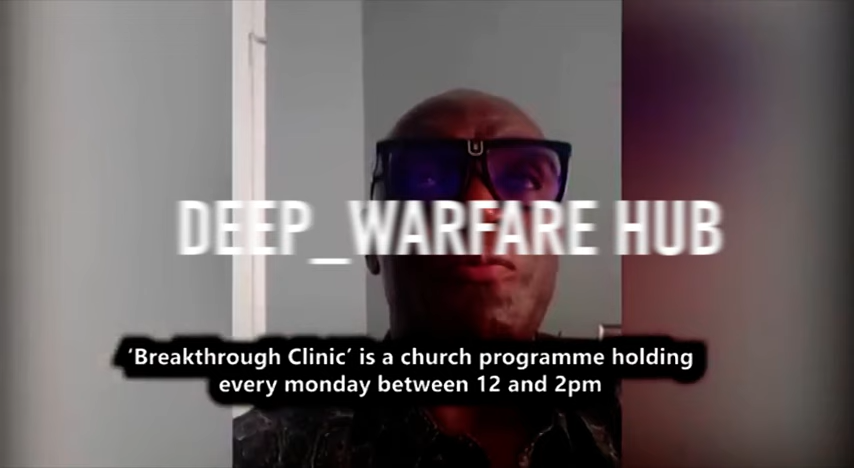 DEEP_WARFARE HUB
‘Breakthrough Clinic’ is a church programme holding
every monday between 12 and 2pm